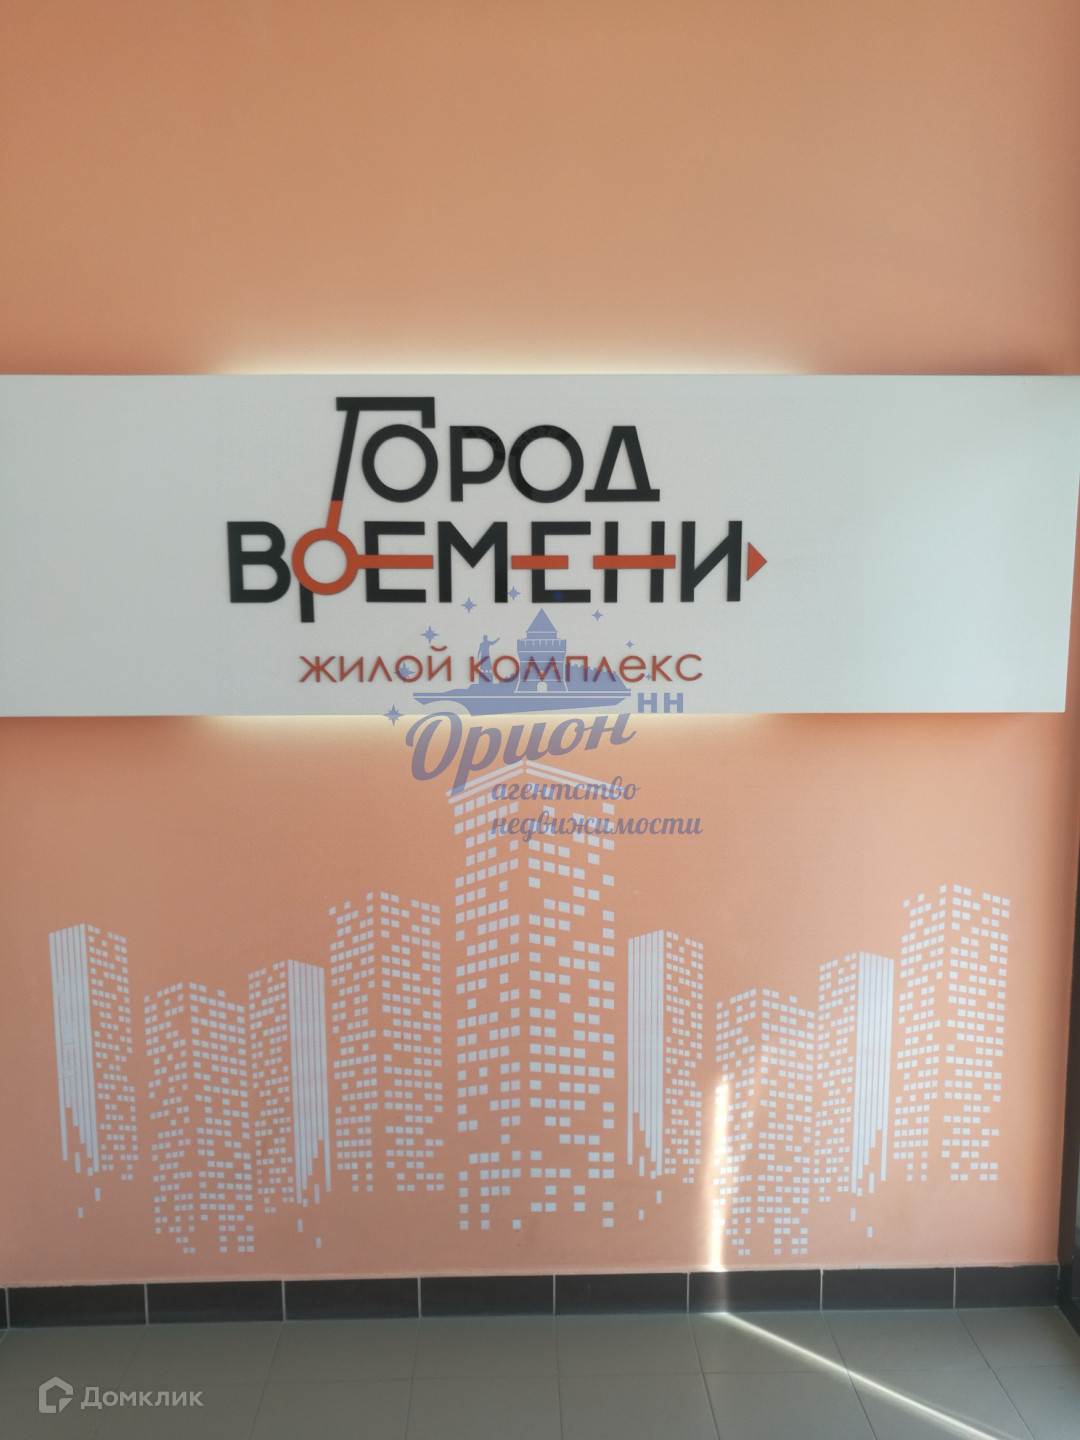 ГОРОД
ВРЕМЕНИ
жилой комплекс
НН
Орион
агентство
недвижимости
Домклик